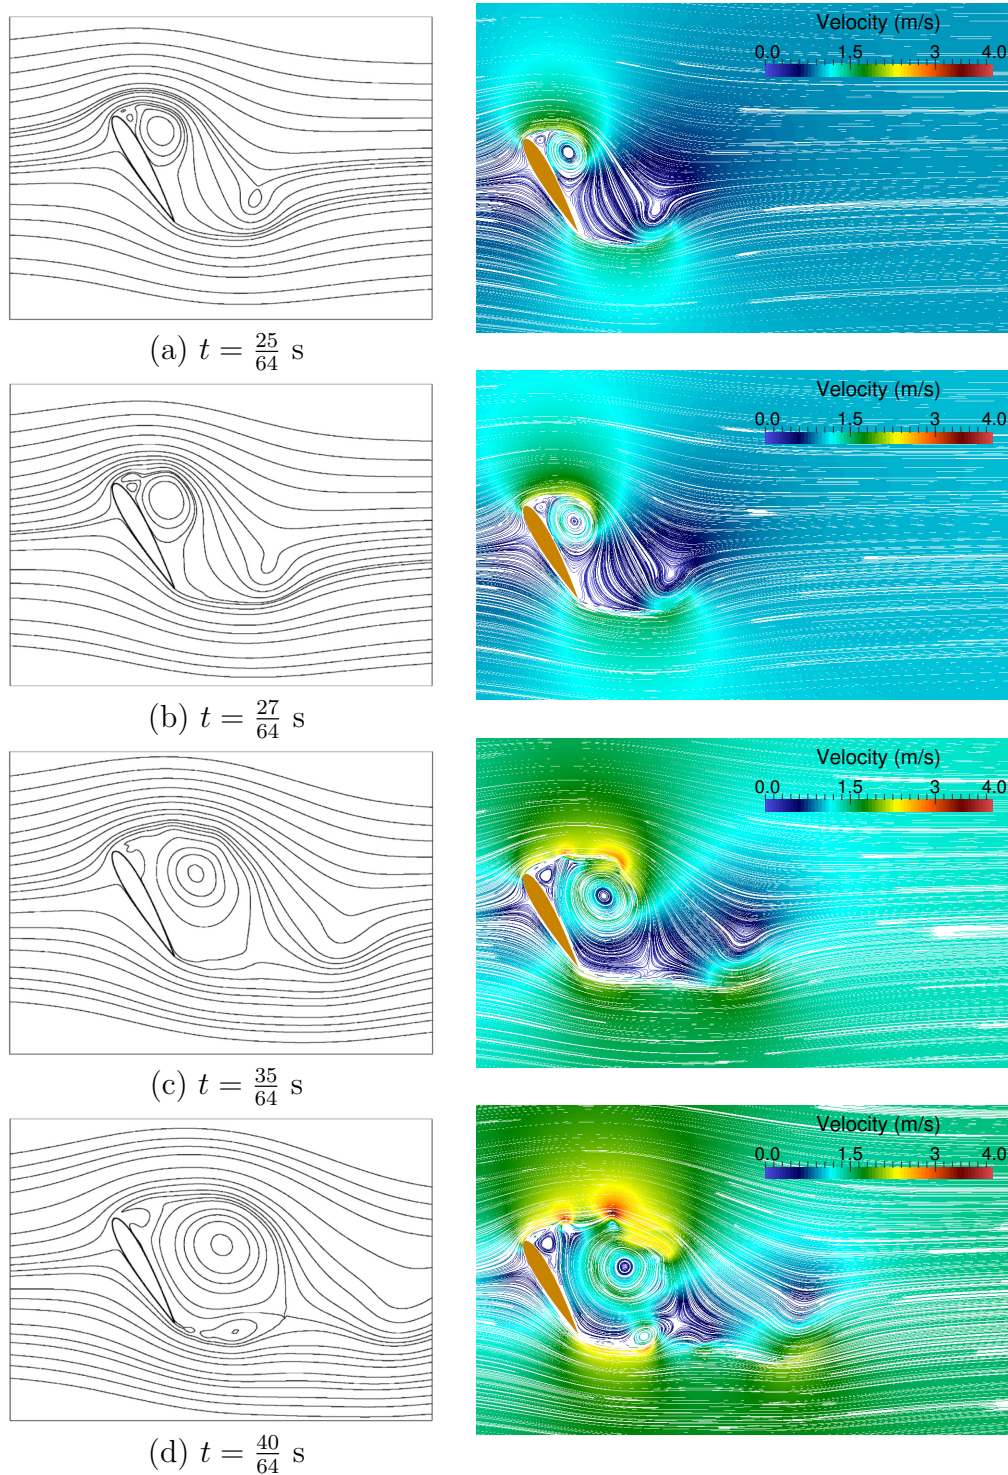 Velocity (m/s)
0.0 1.5 3 4.0
(a) t = 25/64 s
Velocity (m/s)
0.0 1.5 3 4.0
(b) t = 27/64 s
Velocity (m/s)
0.0 1.5 3 4.0
(c) t = 35/64 s
Velocity (m/s)
0.0 1.5 3 4.0
(d) t = 40/64 s